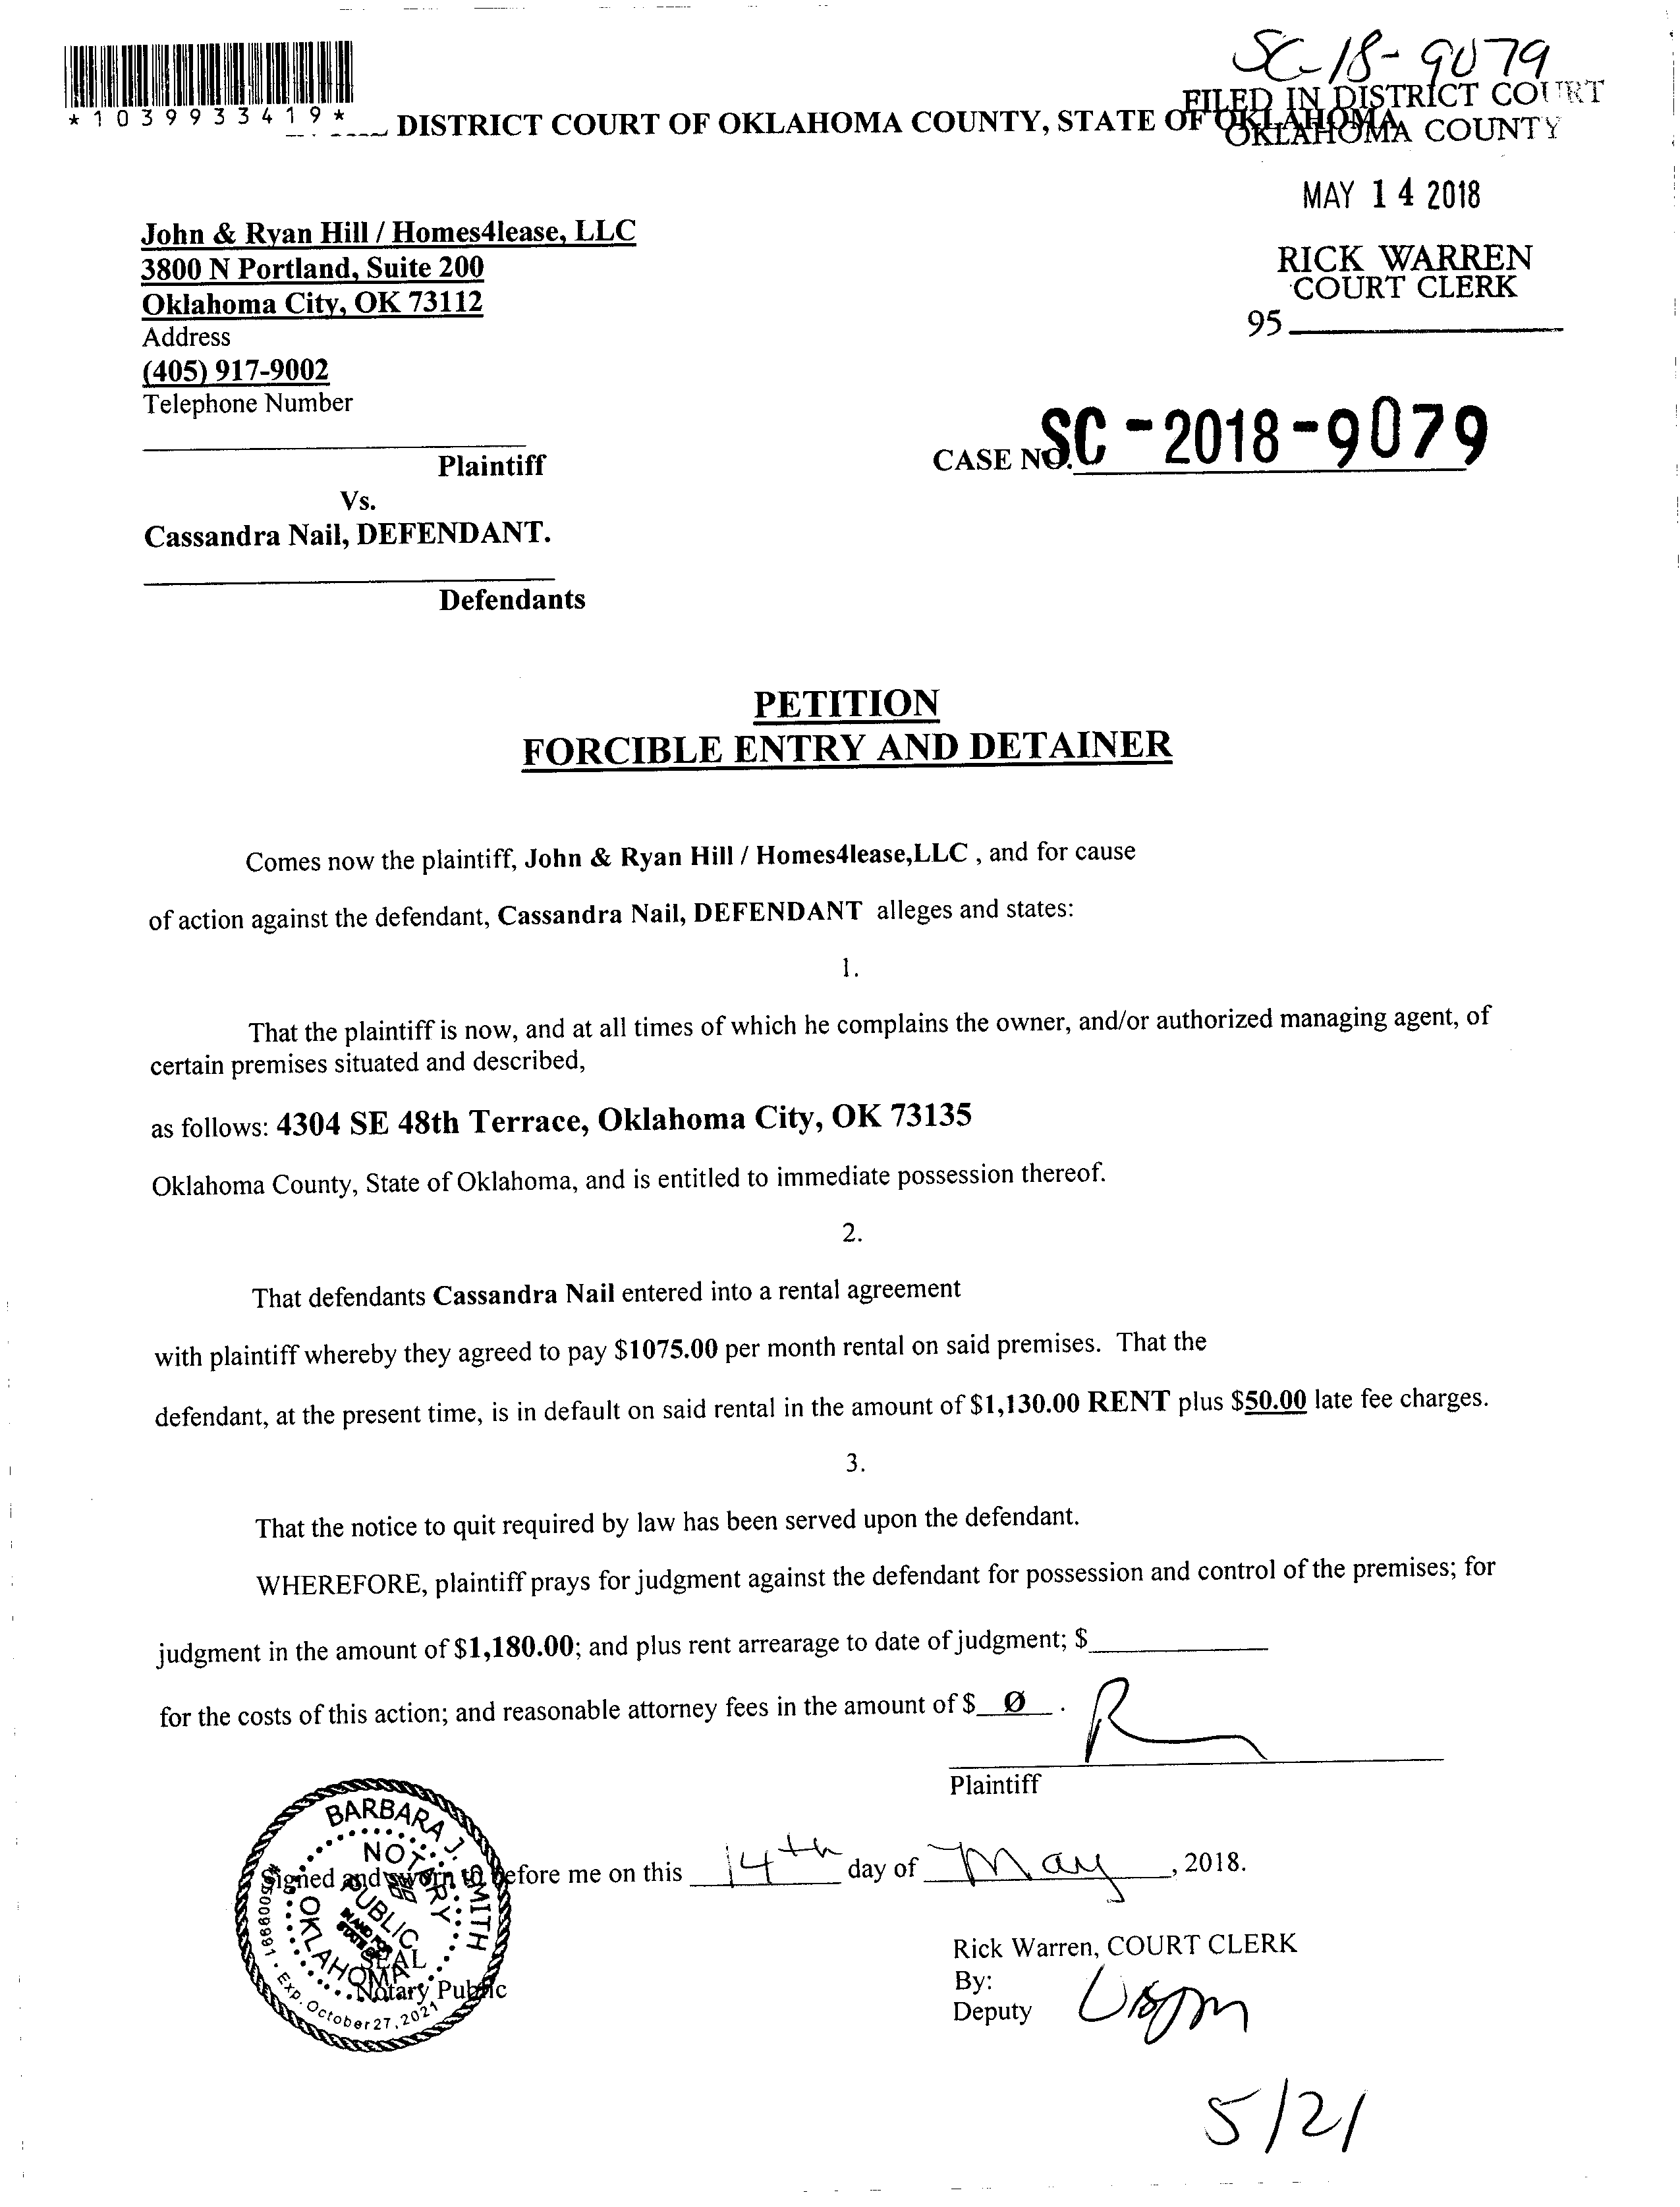 SC-18-9079
*1039933419*
DISTRICT COURT OF OKLAHOMA COUNTY, STATE OF OKLAHOMA
FILED IN DISTRICT COURT
OKLAHOMA COUNTY
MAY 14 2018
RICK WARREN
COURT CLERK
95
John & Ryan Hill / Homes4lease, LLC
3800 N Portland, Suite 200
Oklahoma City, OK 73112
Address
(405) 917-9002
Telephone Number
Plaintiff
CASE NO. SC-2018-9079
Vs.
Cassandra Nail, DEFENDANT.
Defendants
PETITION
FORCIBLE ENTRY AND DETAINER
Comes now the plaintiff, John & Ryan Hill / Homes4lease,LLC , and for cause
of action against the defendant, Cassandra Nail, DEFENDANT alleges and states:
1.
That the plaintiff is now, and at all times of which he complains the owner, and/or authorized managing agent, of
certain premises situated and described,
as follows: 4304 SE 48th Terrace, Oklahoma City, OK 73135
Oklahoma County, State of Oklahoma, and is entitled to immediate possession thereof.
2.
That defendants Cassandra Nail entered into a rental agreement
with plaintiff whereby they agreed to pay $1075.00 per month rental on said premises. That the
defendant, at the present time, is in default on said rental in the amount of $1,130.00 RENT plus $50.00 late fee charges.
3.
That the notice to quit required by law has been served upon the defendant.
WHEREFORE, plaintiff prays for judgment against the defendant for possession and control of the premises; for
judgment in the amount of $1,180.00; and plus rent arrearage to date of judgment; $
for the costs of this action; and reasonable attorney fees in the amount of $ Ø .
Plaintiff
Signed and sworn to before me on this 14th day of May, 2018.
BARBARA J. SMITH
NOTARY
PUBLIC
IN AND FOR
STATE OF
OKLAHOMA
Exp. October 27, 2021
SEAL
Notary Public
Rick Warren, COURT CLERK
By:
Deputy
5/21